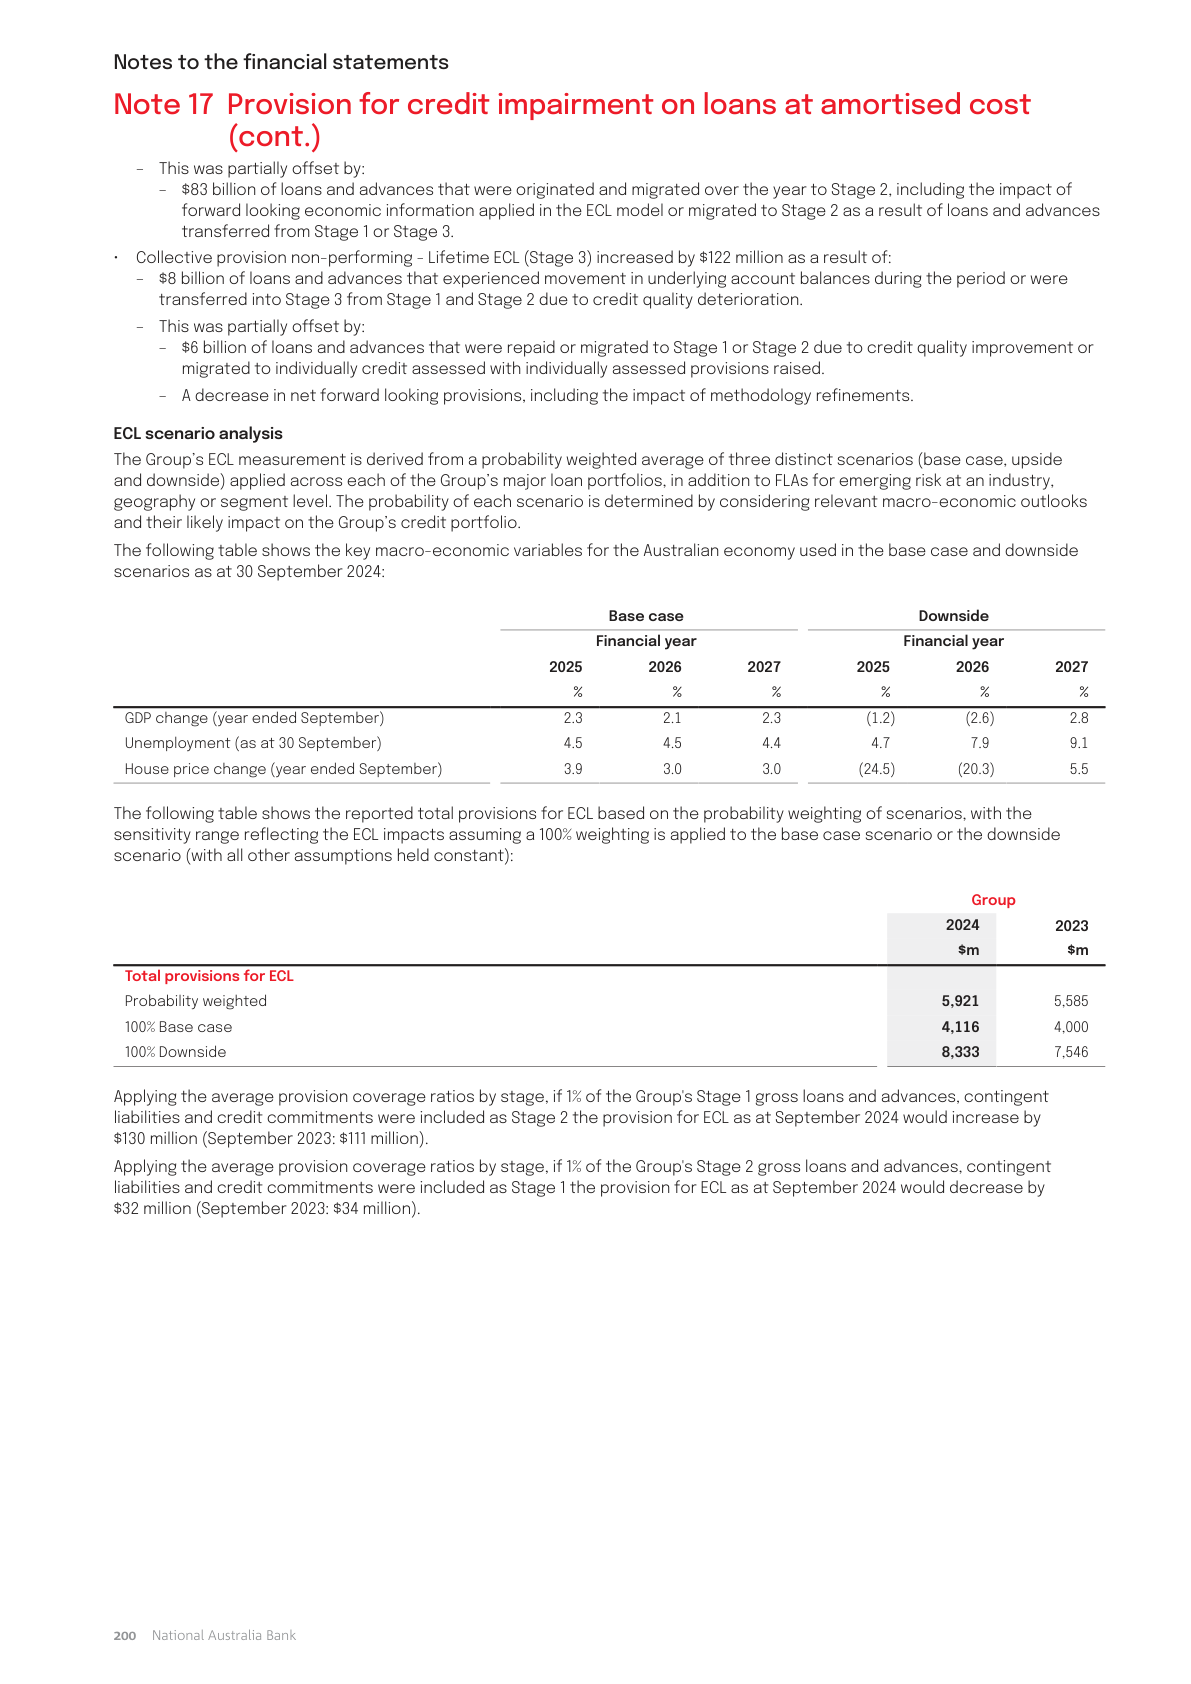 Notes to the financial statements
Note 17 Provision for credit impairment on loans at amortised cost
(cont.)
– This was partially offset by:
– $83 billion of loans and advances that were originated and migrated over the year to Stage 2, including the impact of
forward looking economic information applied in the ECL model or migrated to Stage 2 as a result of loans and advances
transferred from Stage 1 or Stage 3.
• Collective provision non-performing - Lifetime ECL (Stage 3) increased by $122 million as a result of:
– $8 billion of loans and advances that experienced movement in underlying account balances during the period or were
transferred into Stage 3 from Stage 1 and Stage 2 due to credit quality deterioration.
– This was partially offset by:
– $6 billion of loans and advances that were repaid or migrated to Stage 1 or Stage 2 due to credit quality improvement or
migrated to individually credit assessed with individually assessed provisions raised.
– A decrease in net forward looking provisions, including the impact of methodology refinements.
ECL scenario analysis
The Group's ECL measurement is derived from a probability weighted average of three distinct scenarios (base case, upside
and downside) applied across each of the Group's major loan portfolios, in addition to FLAs for emerging risk at an industry,
geography or segment level. The probability of each scenario is determined by considering relevant macro-economic outlooks
and their likely impact on the Group's credit portfolio.
The following table shows the key macro-economic variables for the Australian economy used in the base case and downside
scenarios as at 30 September 2024:
Base case Downside
Financial year Financial year
2025 2026 2027 2025 2026 2027
% % % % % %
GDP change (year ended September) 2.3 2.1 2.3 (1.2) (2.6) 2.8
Unemployment (as at 30 September) 4.5 4.5 4.4 4.7 7.9 9.1
House price change (year ended September) 3.9 3.0 3.0 (24.5) (20.3) 5.5
The following table shows the reported total provisions for ECL based on the probability weighting of scenarios, with the
sensitivity range reflecting the ECL impacts assuming a 100% weighting is applied to the base case scenario or the downside
scenario (with all other assumptions held constant):
Group
2024 2023
$m $m
Total provisions for ECL
Probability weighted 5,921 5,585
100% Base case 4,116 4,000
100% Downside 8,333 7,546
Applying the average provision coverage ratios by stage, if 1% of the Group's Stage 1 gross loans and advances, contingent
liabilities and credit commitments were included as Stage 2 the provision for ECL as at September 2024 would increase by
$130 million (September 2023: $111 million).
Applying the average provision coverage ratios by stage, if 1% of the Group's Stage 2 gross loans and advances, contingent
liabilities and credit commitments were included as Stage 1 the provision for ECL as at September 2024 would decrease by
$32 million (September 2023: $34 million).
200 National Australia Bank